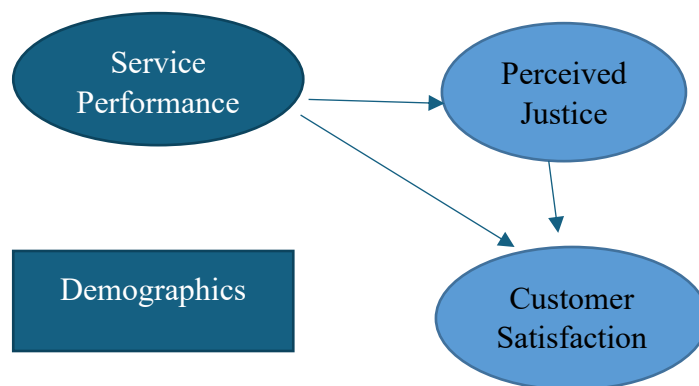 Service
Performance
Perceived
Justice
Demographics
Customer
Satisfaction